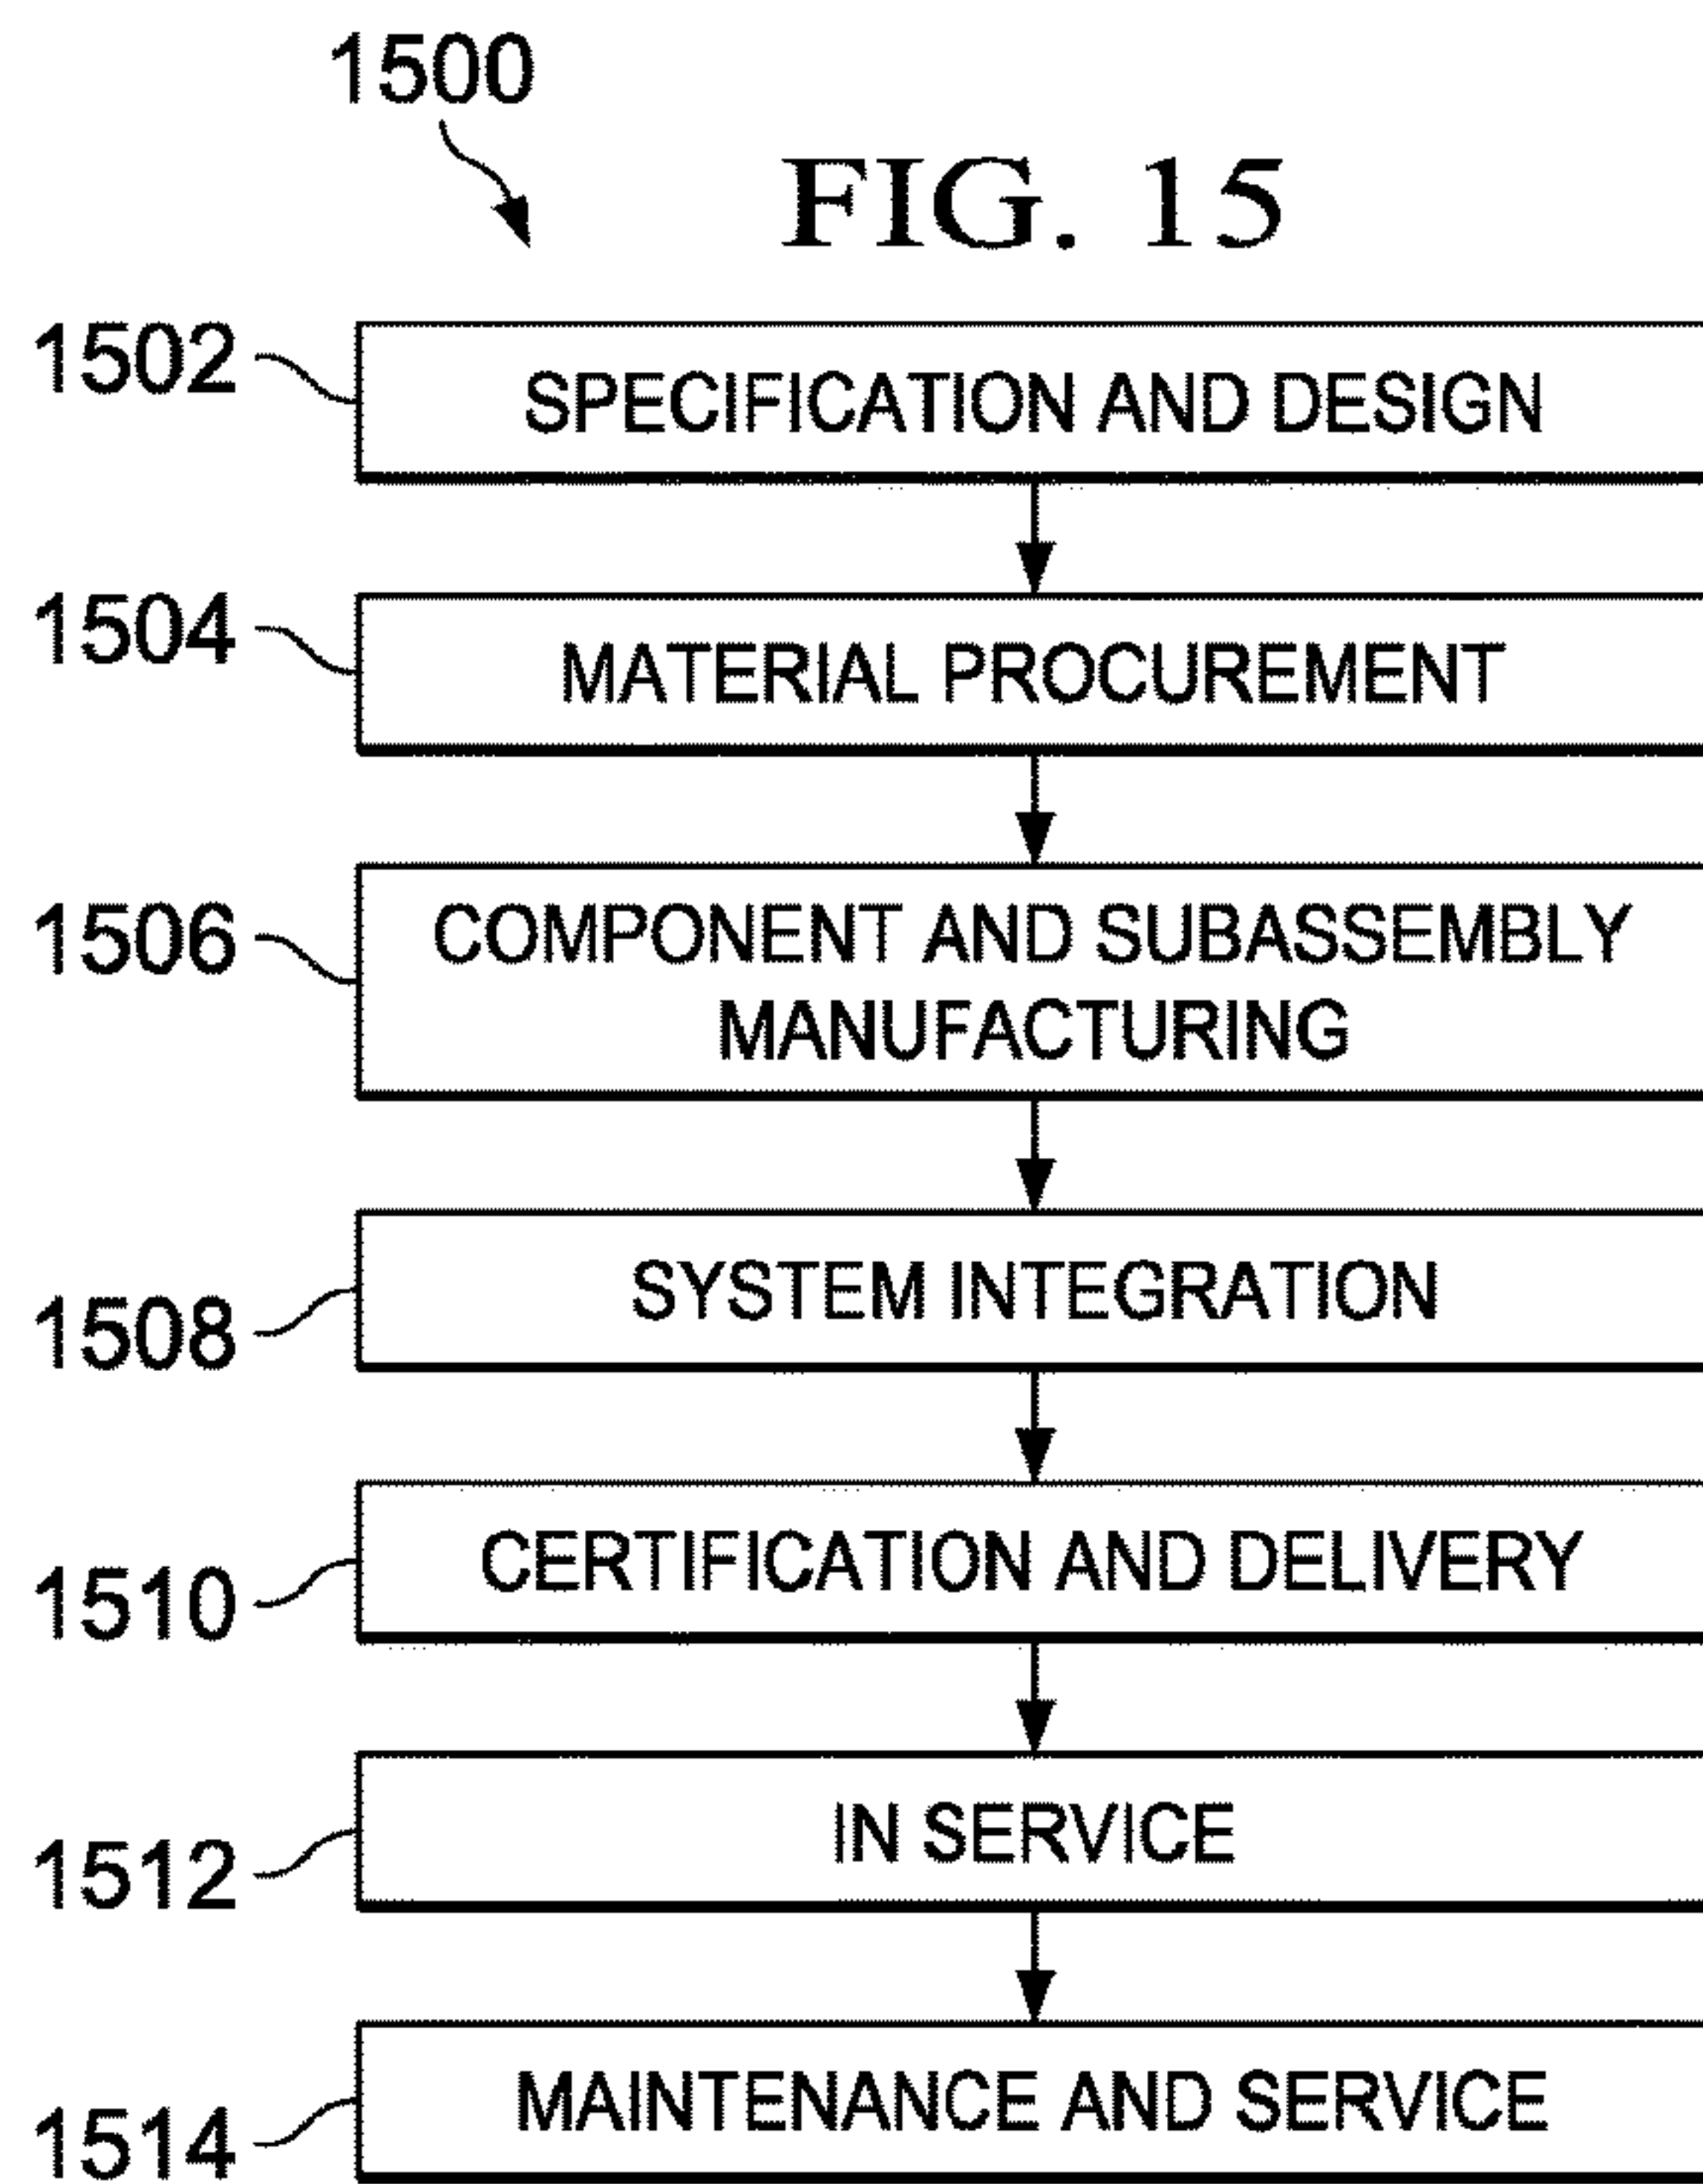 1500
FIG. 15
1502
SPECIFICATION AND DESIGN
1504
MATERIAL PROCUREMENT
1506
COMPONENT AND SUBASSEMBLY
MANUFACTURING
1508
SYSTEM INTEGRATION
1510
CERTIFICATION AND DELIVERY
1512
IN SERVICE
1514
MAINTENANCE AND SERVICE